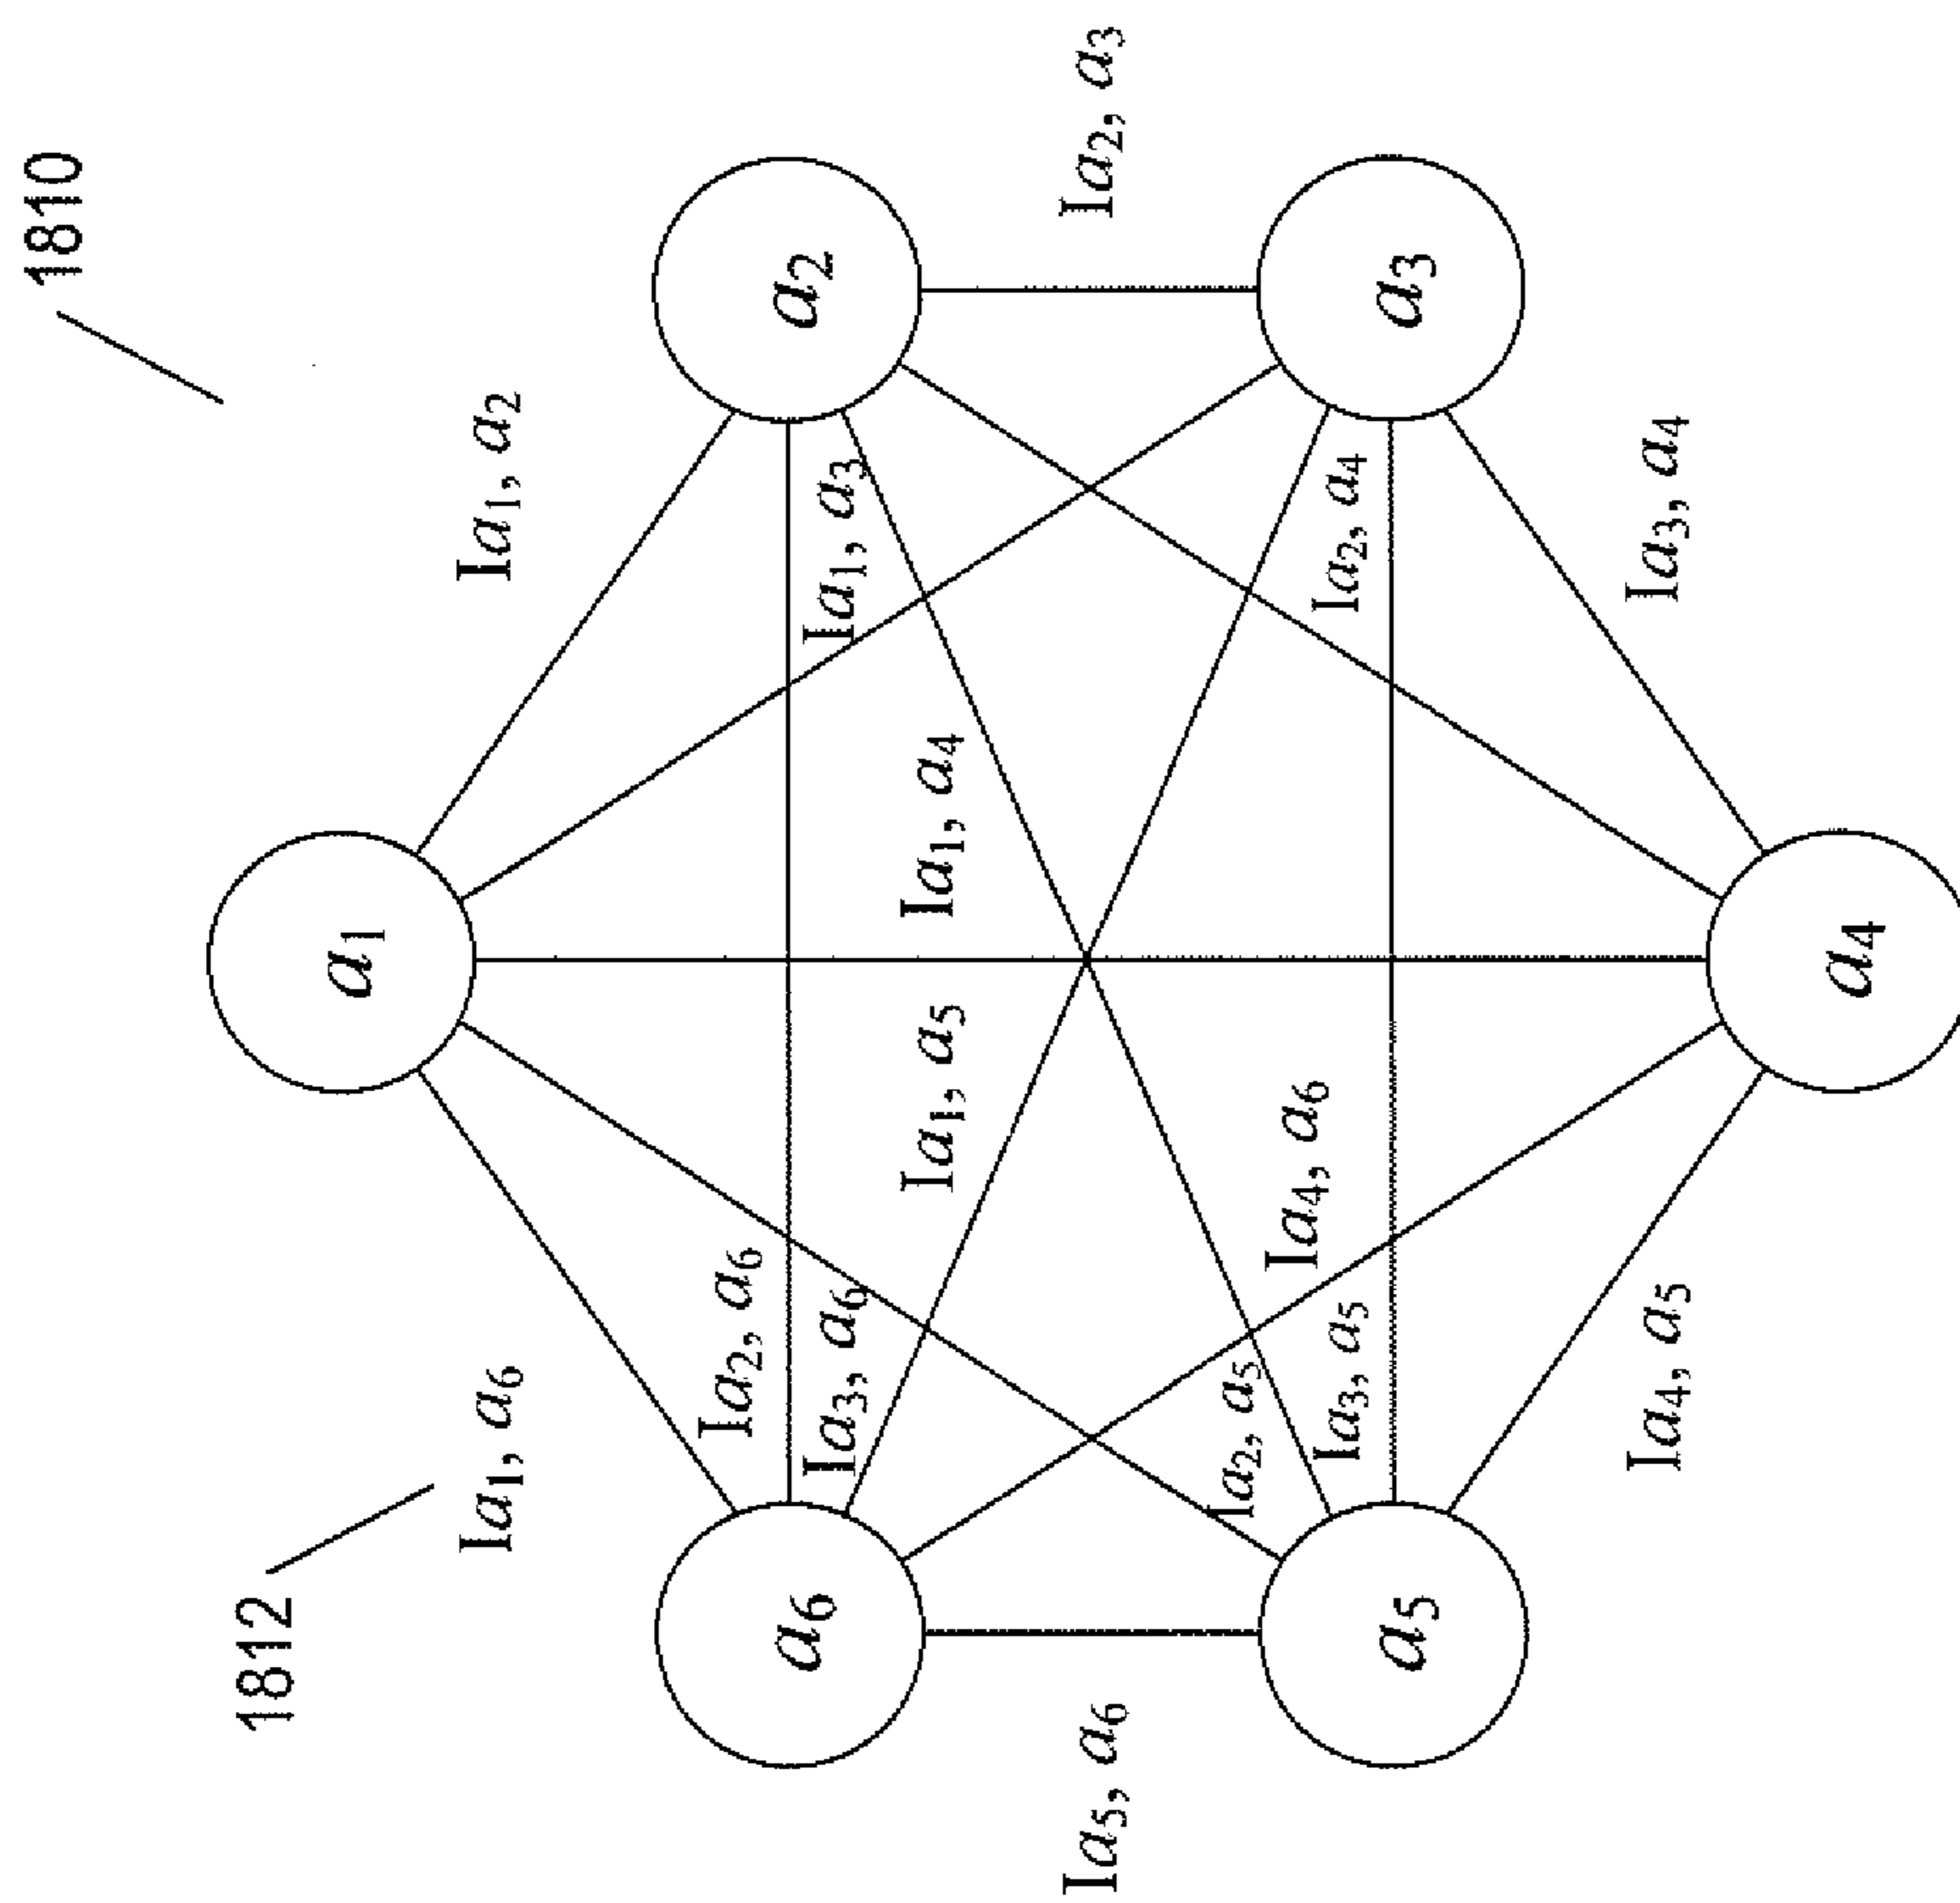 1810
1812
Ia1, a2
Ia1, a6
a1
a2
a6
Ia2, a3
Ia1, a3
Ia2, a6
Ia3, a6
Ia1, a4
Ia1, a5
Ia5, a6
Ia4, a6
Ia2, a5
Ia2, a4
Ia3, a5
a3
a5
Ia3, a4
Ia4, a5
a4